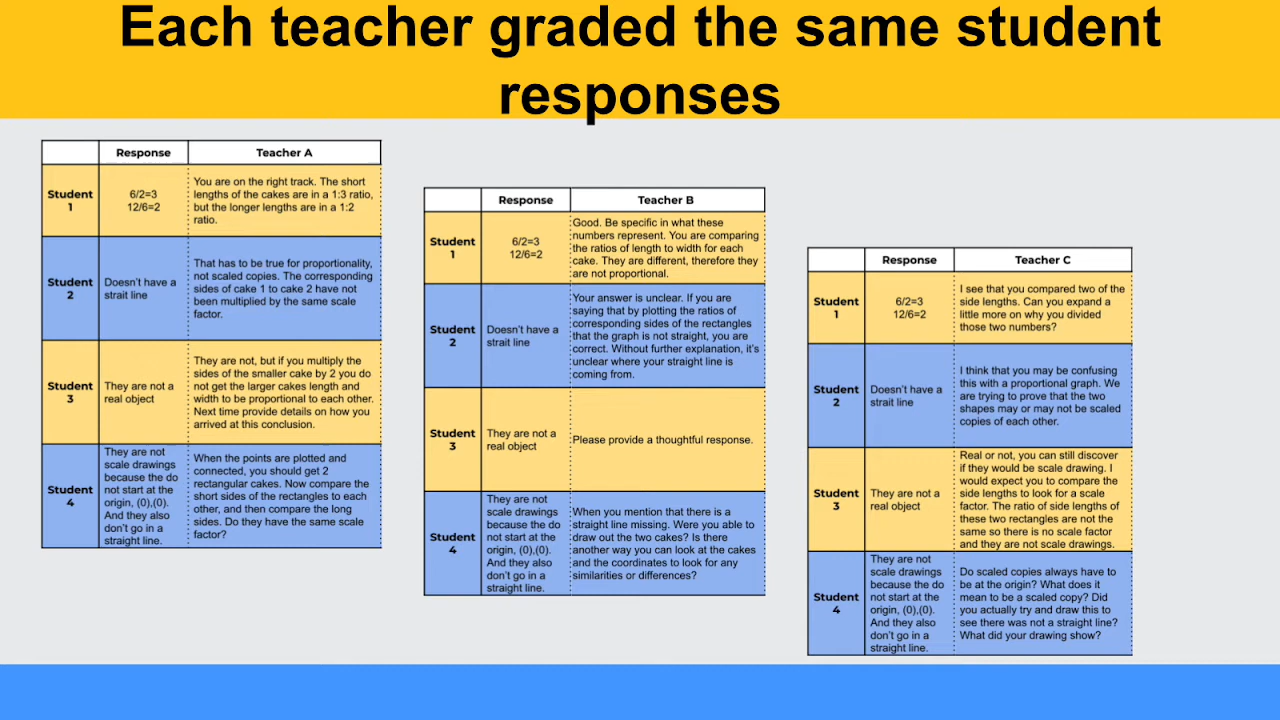 Each teacher graded the same student
responses
Response
Teacher A
Student
1
6/2=3
12/6=2
You are on the right track. The short
lengths of the cakes are in a 1:3 ratio,
but the longer lengths are in a 1:2
ratio.
Student
2
Doesn't have a
strait line
That has to be true for proportionality,
not scaled copies. The corresponding
sides of cake 1 to cake 2 have not
been multiplied by the same scale
factor.
Student
3
They are not a
real object
They are not, but if you multiply the
sides of the smaller cake by 2 you do
not get the larger cakes length and
width to be proportional to each other.
Next time provide details on how you
arrived at this conclusion.
Student
4
They are not
scale drawings
because the do
not start at the
origin, (0),(0).
And they also
don't go in a
straight line.
When the points are plotted and
connected, you should get 2
rectangular cakes. Now compare the
short sides of the rectangles to each
other, and then compare the long
sides. Do they have the same scale
factor?
Response
Teacher B
Student
1
6/2=3
12/6=2
Good. Be specific in what these
numbers represent. You are comparing
the ratios of length to width for each
cake. They are different, therefore they
are not proportional.
Student
2
Doesn't have a
strait line
Your answer is unclear. If you are
saying that by plotting the ratios of
corresponding sides of the rectangles
that the graph is not straight, you are
correct. Without further explanation, it's
unclear where your straight line is
coming from.
Student
3
They are not a
real object
Please provide a thoughtful response.
Student
4
They are not
scale drawings
because the do
not start at the
origin, (0),(0).
And they also
don't go in a
straight line.
When you mention that there is a
straight line missing. Were you able to
draw out the two cakes? Is there
another way you can look at the cakes
and the coordinates to look for any
similarities or differences?
Response
Teacher C
Student
1
6/2=3
12/6=2
I see that you compared two of the
side lengths. Can you expand a
little more on why you divided
those two numbers?
Student
2
Doesn't have a
strait line
I think that you may be confusing
this with a proportional graph. We
are trying to prove that the two
shapes may or may not be scaled
copies of each other.
Student
3
They are not a
real object
Real or not, you can still discover
if they would be scale drawing. I
would expect you to compare the
side lengths to look for a scale
factor. The ratio of side lengths of
these two rectangles are not the
same so there is no scale factor
and they are not scale drawings.
Student
4
They are not
scale drawings
because the do
not start at the
origin, (0),(0).
And they also
don't go in a
straight line.
Do scaled copies always have to
be at the origin? What does it
mean to be a scaled copy? Did
you actually try and draw this to
see there was not a straight line?
What did your drawing show?